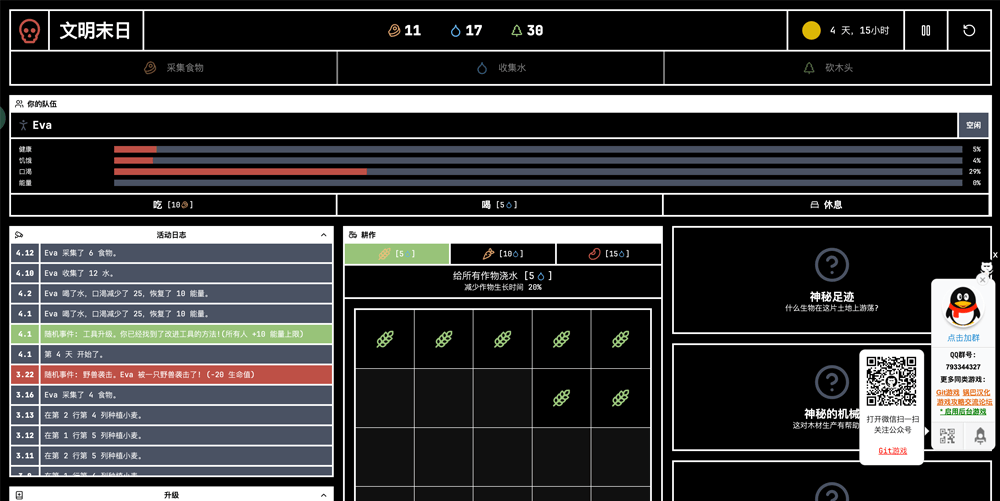 文明末日
11
17
30
4 天, 15小时
采集食物
收集水
砍木头
你的队伍
Eva
空闲
健康
5%
饥饿
4%
口渴
29%
能量
0%
吃 [10]
喝 [5]
休息
活动日志
4.12 Eva 采集了 6 食物。
4.10 Eva 收集了 12 水。
4.2 Eva 喝了水, 口渴减少了 25, 恢复了 10 能量。
4.1 Eva 喝了水, 口渴减少了 25, 恢复了 10 能量。
4.1 随机事件: 工具升级。你已经找到了改进工具的方法!(所有人 +10 能量上限)
4.1 第 4 天 开始了。
3.22 随机事件: 野兽袭击。Eva 被一只野兽袭击了! (-20 生命值)
3.16 Eva 采集了 4 食物。
3.13 在第 2 行第 4 列种植小麦。
3.12 在第 1 行第 5 列种植小麦。
3.11 在第 2 行第 5 列种植小麦。
升级
耕作
[5 ]
[10]
[15]
给所有作物浇水 [5]
减少作物生长时间 20%
神秘足迹
什么生物在这片土地上游荡?
神秘的机械
这对木材生产有帮助
x
点击加群
QQ群号:
793344327
更多同类游戏:
Git游戏 锅巴汉化
游戏攻略交流论坛
* 启用后台游戏
打开微信扫一扫
关注公众号
Git游戏